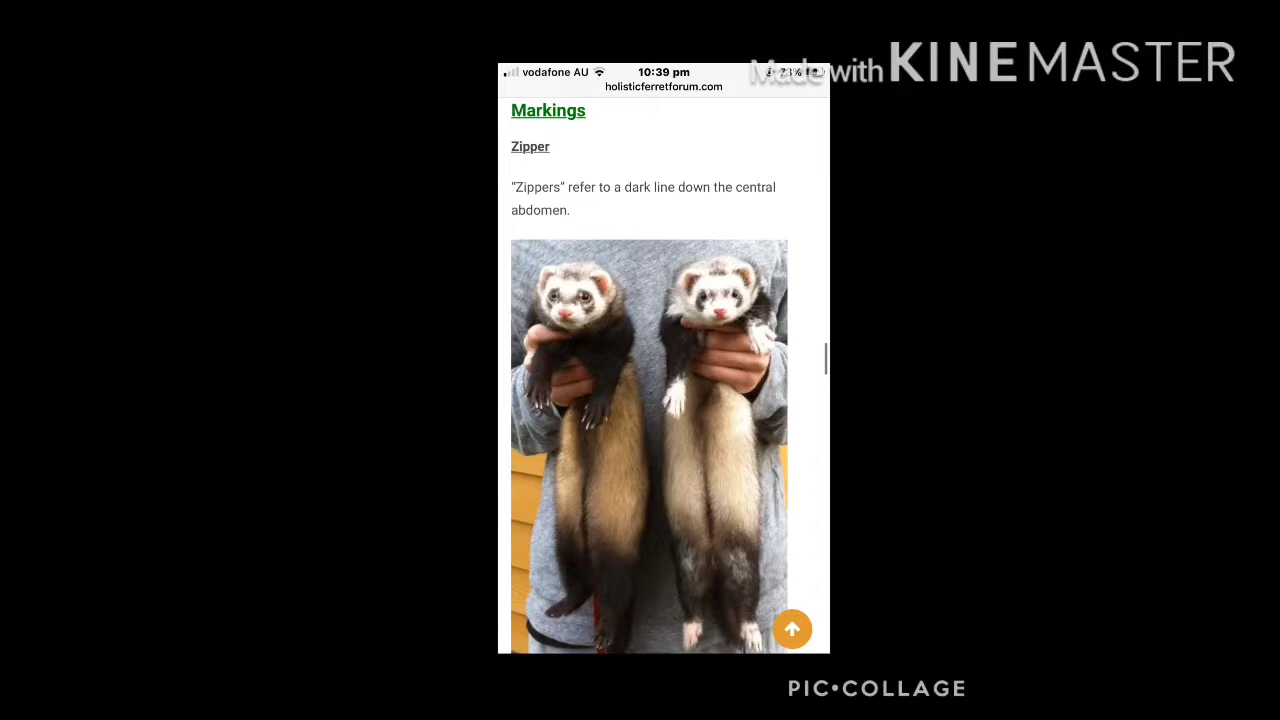 Made with KINEMASTER
vodafone AU
10:39 pm
73%
holisticferretforum.com
Markings
Zipper
“Zippers” refer to a dark line down the central
abdomen.
PIC•COLLAGE